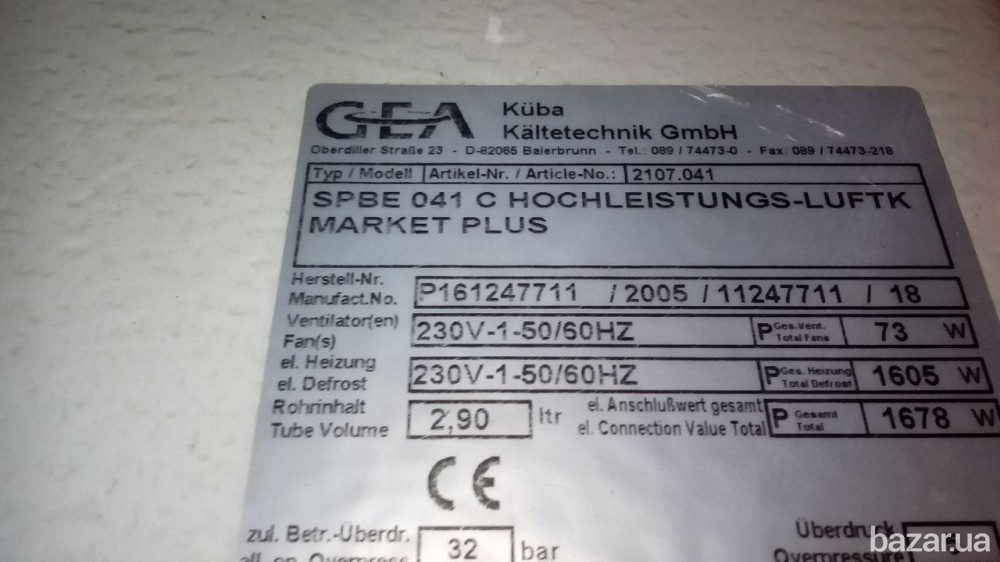 GEA Küba
Kältetechnik GmbH
Oberdiller Straße 23 - D-82065 Baierbrunn - Tel.: 089 / 74473-0 - Fax: 089 / 74473-218
Typ / Modell Artikel-Nr. / Article-No.: 2107.041
SPBE 041 C HOCHLEISTUNGS-LUFTK
MARKET PLUS
Herstell-Nr.
Manufact.No. P161247711 / 2005 / 11247711 / 18
Ventilator(en)
Fan(s) 230V-1-50/60HZ P Ges.Vent. Total Fans 73 W
el. Heizung
el. Defrost 230V-1-50/60HZ P Ges. Heizung Total Defrost 1605 W
Rohrinhalt
Tube Volume 2,90 ltr el. Anschlußwert gesamt
el. Connection Value Total P Gesamt Total 1678 W
CE
zul. Betr.-Überdr. 32 bar Überdruck
Overpressure
bazar.ua